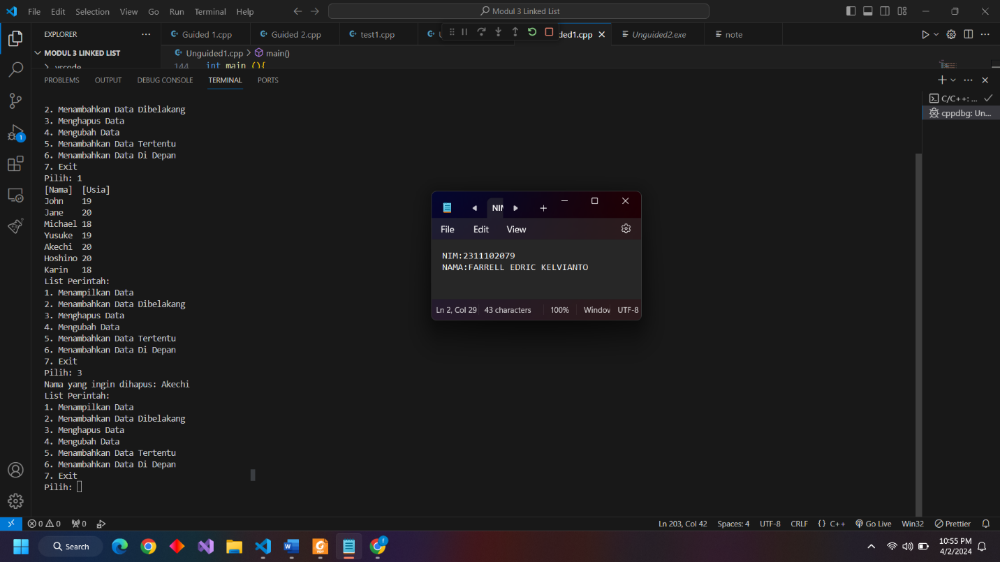 File Edit Selection View Go Run Terminal Help
Modul 3 Linked List
EXPLORER
Guided 1.cpp
Guided 2.cpp
test1.cpp
ded1.cpp
Unguided2.exe
note
MODUL 3 LINKED LIST
Unguided1.cpp > main()
.vscode
144 int main (){
PROBLEMS OUTPUT DEBUG CONSOLE TERMINAL PORTS
C/C++: ...
cppdbg: Un...
1
2. Menambahkan Data Dibelakang
3. Menghapus Data
4. Mengubah Data
5. Menambahkan Data Tertentu
6. Menambahkan Data Di Depan
7. Exit
Pilih: 1
[Nama] [Usia]
John 19
Jane 20
Michael 18
Yusuke 19
Akechi 20
Hoshino 20
Karin 18
List Perintah:
1. Menampilkan Data
2. Menambahkan Data Dibelakang
3. Menghapus Data
4. Mengubah Data
5. Menambahkan Data Tertentu
6. Menambahkan Data Di Depan
7. Exit
Pilih: 3
Nama yang ingin dihapus: Akechi
List Perintah:
1. Menampilkan Data
2. Menambahkan Data Dibelakang
3. Menghapus Data
4. Mengubah Data
5. Menambahkan Data Tertentu
6. Menambahkan Data Di Depan
7. Exit
Pilih:
NIM
File Edit View
NIM:2311102079
NAMA:FARRELL EDRIC KELVIANTO
Ln 2, Col 29 43 characters 100% Window UTF-8
0 0 0
Ln 203, Col 42 Spaces: 4 UTF-8 CRLF {} C++ Go Live Win32 Prettier
Search
10:55 PM
4/2/2024